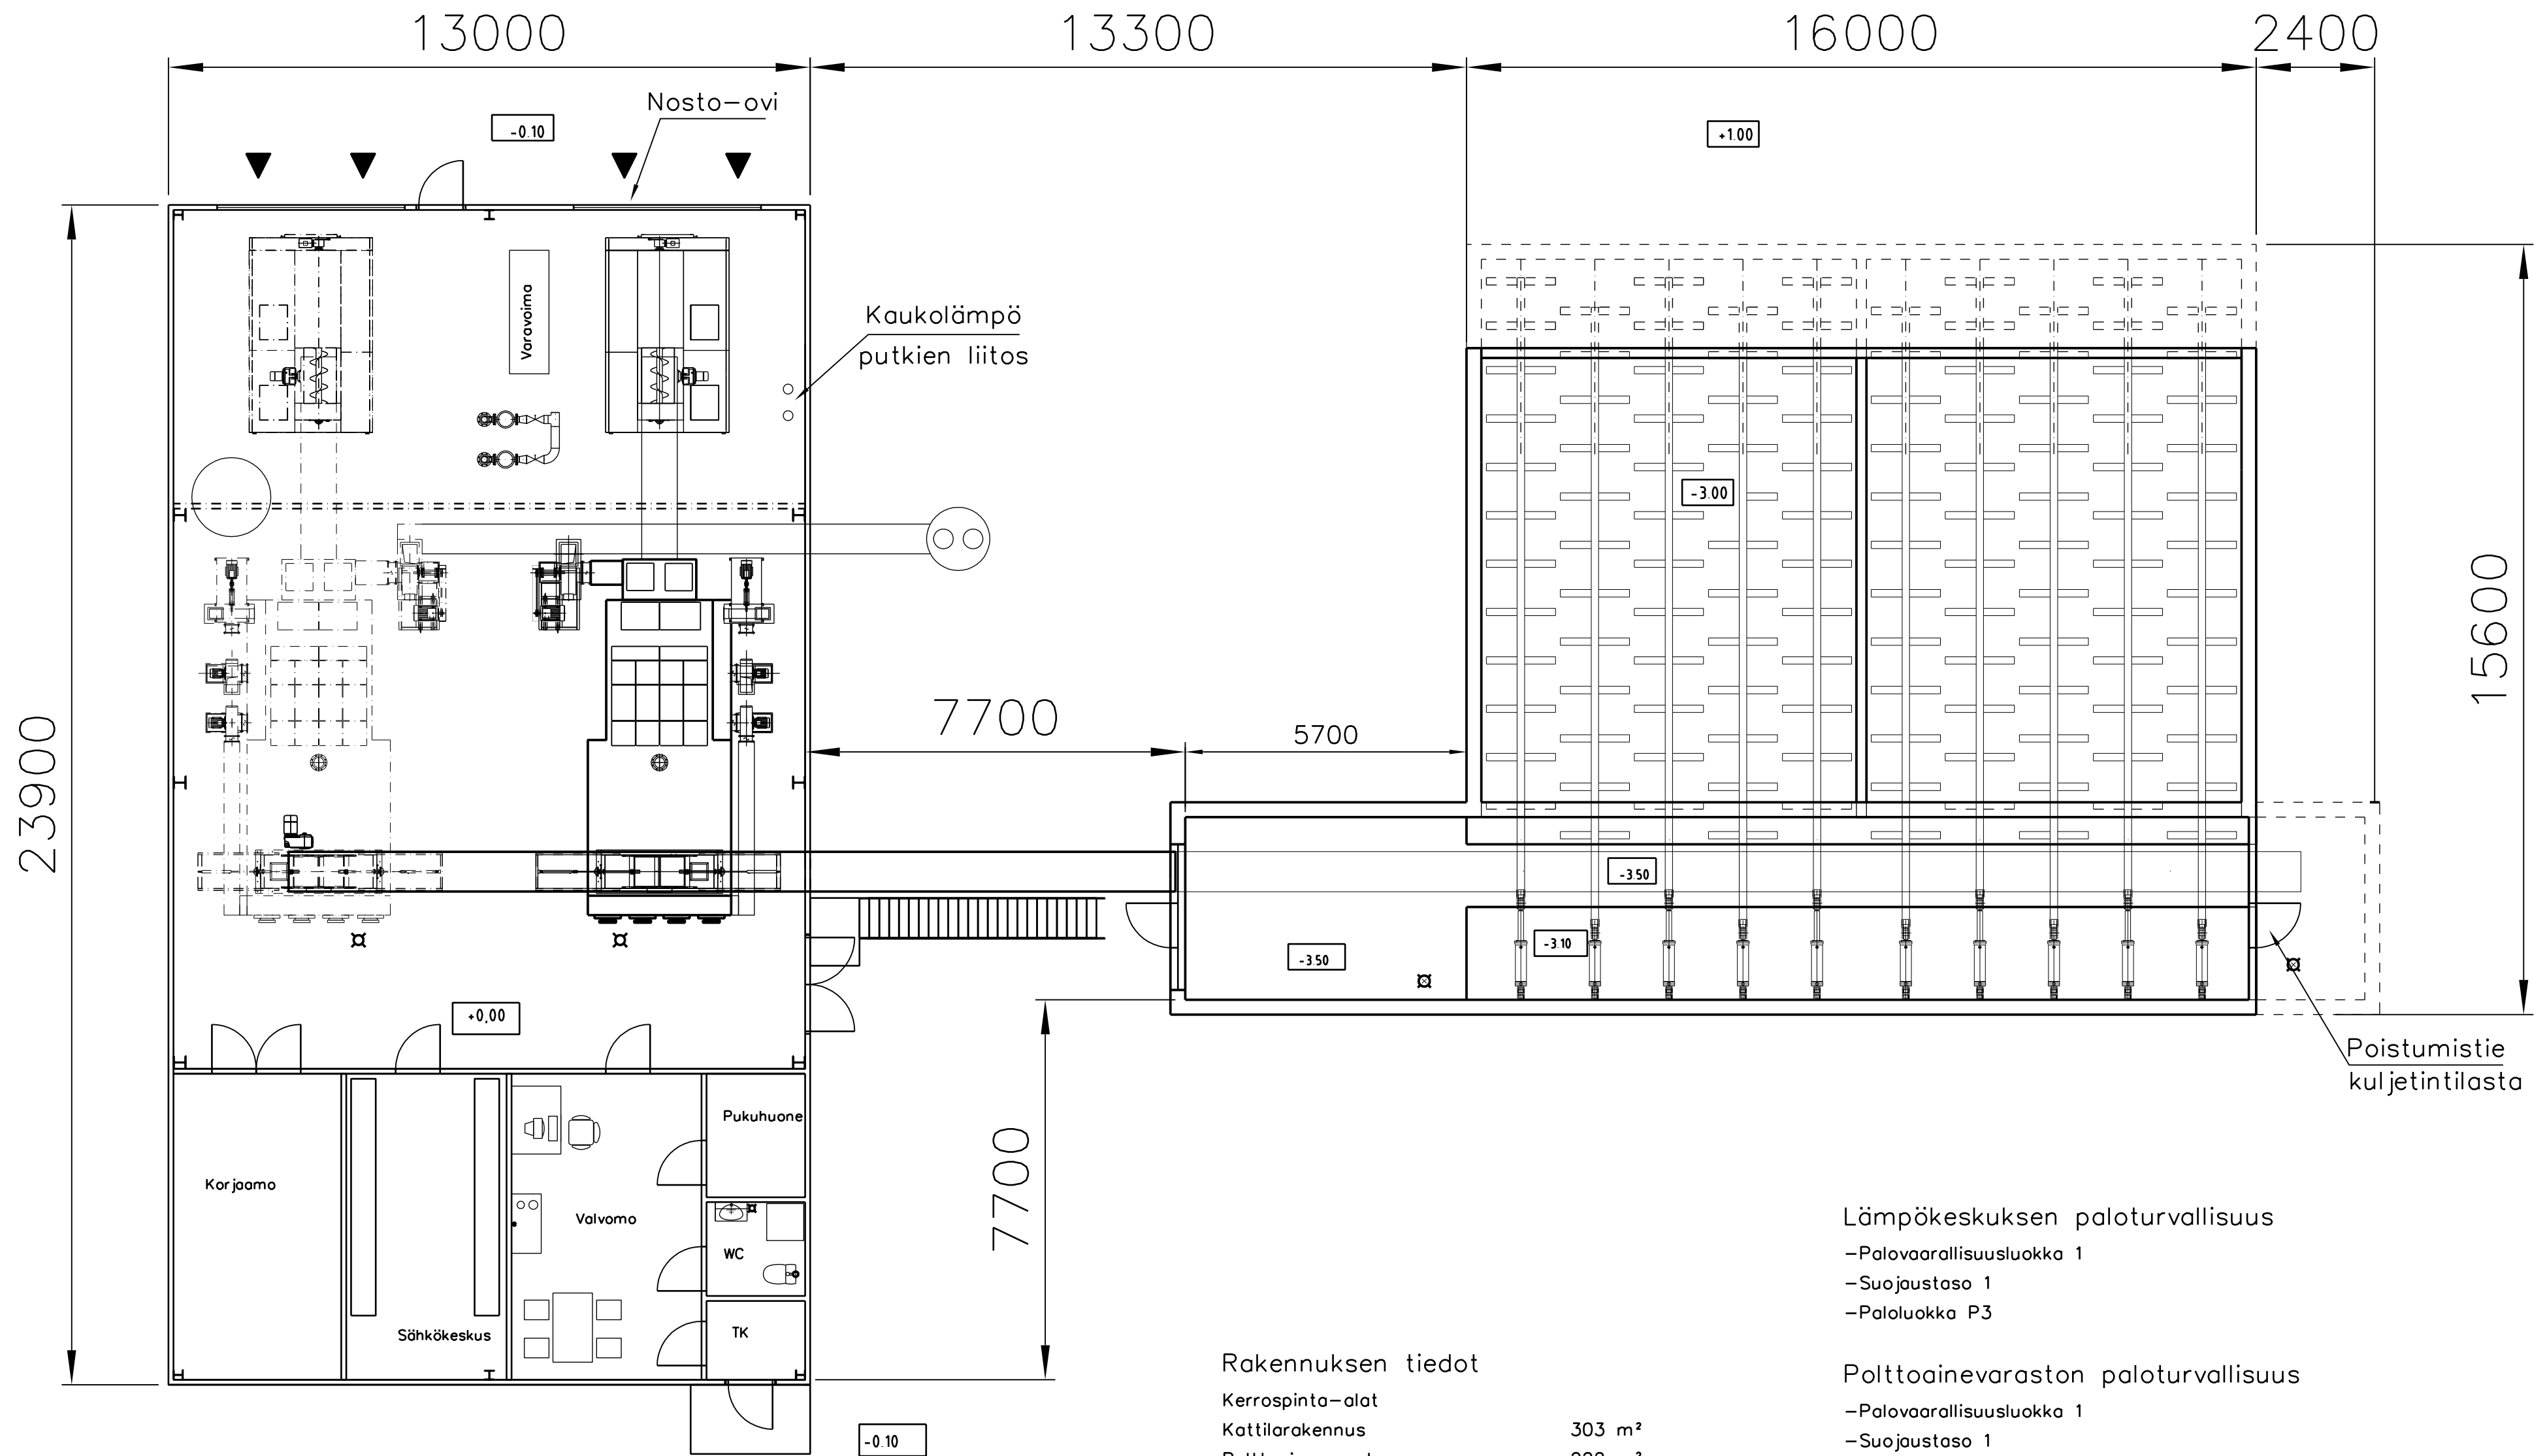 13000
13300
16000
2400
Nosto-ovi
-0.10
+1.00
Varavoima
Kaukolämpö
putkien liitos
-3.00
15600
23900
7700
5700
-3.50
-3.10
-3.50
+0,00
Poistumistie
kuljetintilasta
Pukuhuone
Korjaamo
Valvomo
WC
7700
Sähkökeskus
TK
-0.10
Lämpökeskuksen paloturvallisuus
-Palovaarallisuusluokka 1
-Suojaustaso 1
-Paloluokka P3
Rakennuksen tiedot
Kerrospinta-alat
Kattilarakennus 303 m²
Polttoainevaraston paloturvallisuus
-Palovaarallisuusluokka 1
-Suojaustaso 1